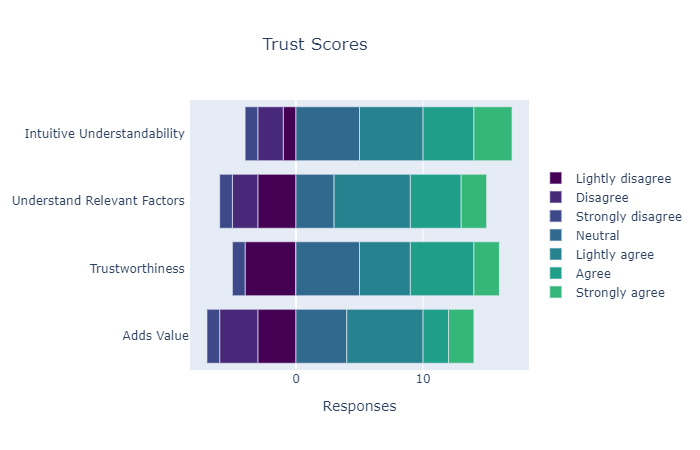 Trust Scores
Intuitive Understandability
Understand Relevant Factors
Trustworthiness
Adds Value
0
10
Responses
Lightly disagree
Disagree
Strongly disagree
Neutral
Lightly agree
Agree
Strongly agree